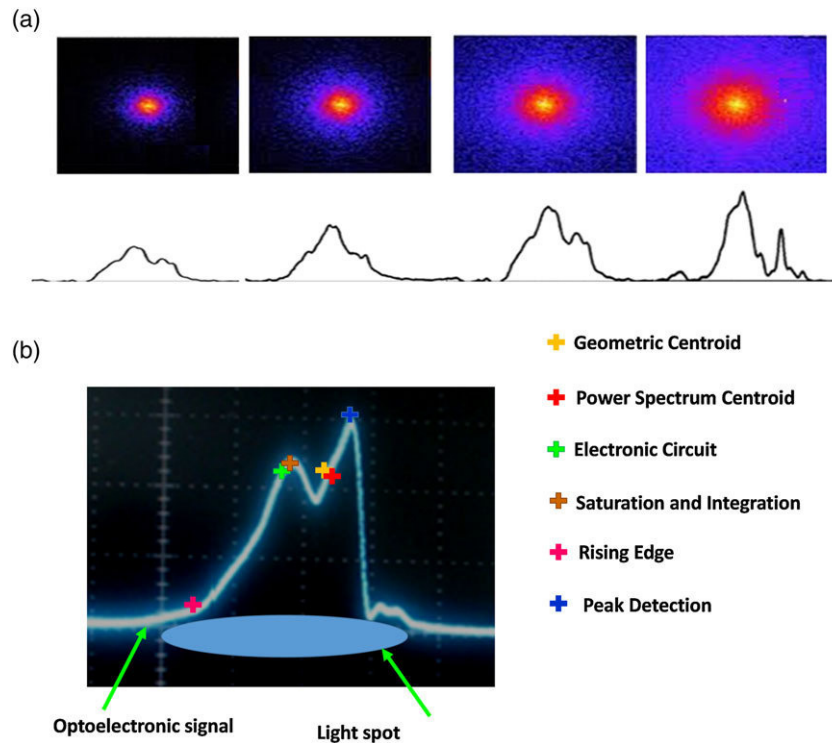 (a)
(b)
Geometric Centroid
Power Spectrum Centroid
Electronic Circuit
Saturation and Integration
Rising Edge
Peak Detection
Optoelectronic signal
Light spot